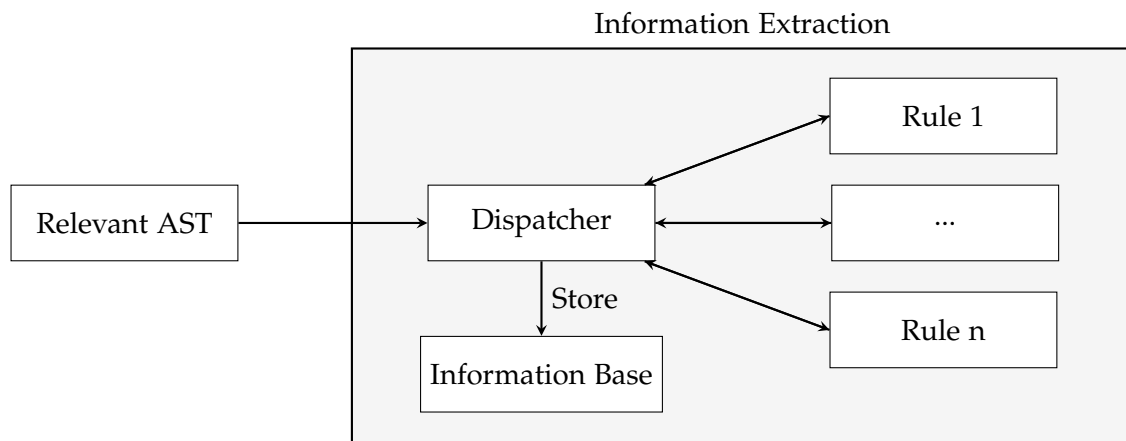 Information Extraction
Rule 1
Relevant AST
Dispatcher
...
Store
Rule n
Information Base